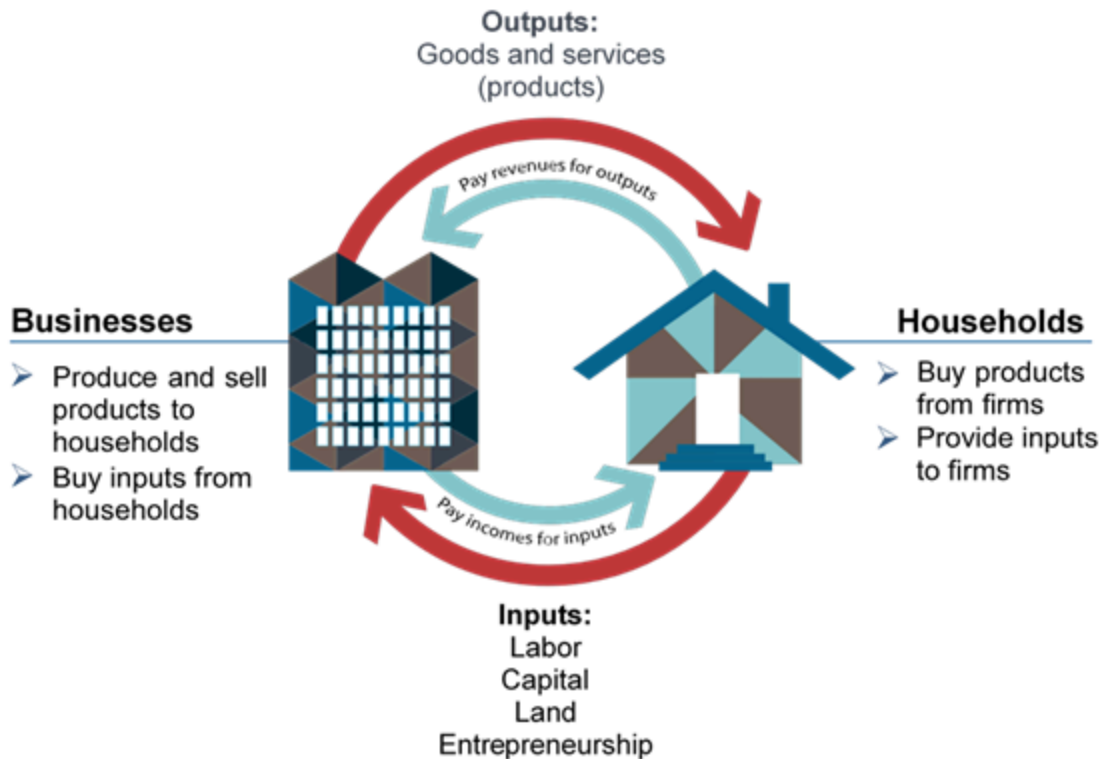 Outputs:
Goods and services
(products)
Pay revenues for outputs
Businesses
Produce and sell
products to
households
Buy inputs from
households
Households
Buy products
from firms
Provide inputs
to firms
Pay incomes for inputs
Inputs:
Labor
Capital
Land
Entrepreneurship